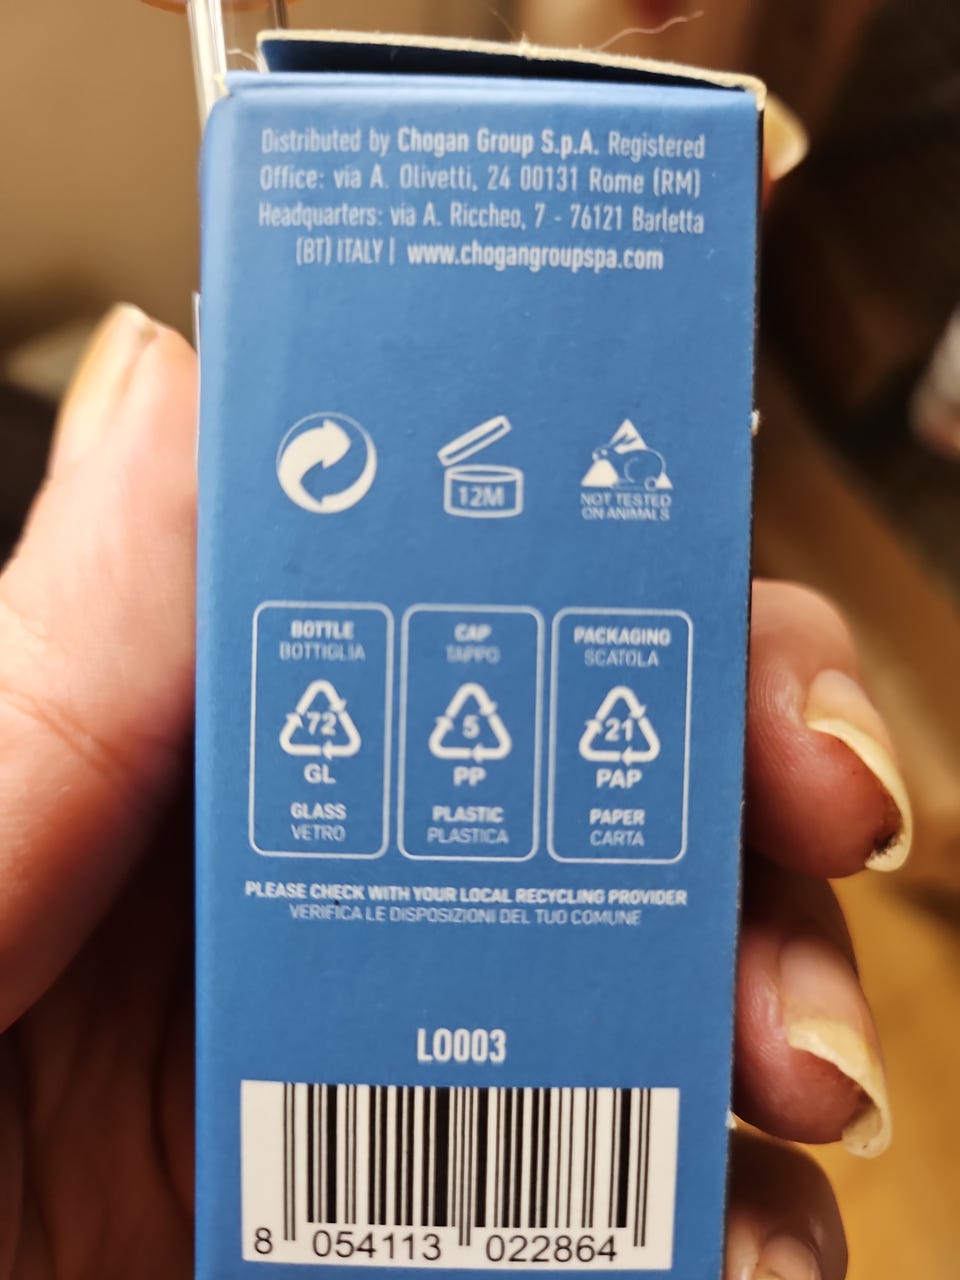 Distributed by Chogan Group S.p.A. Registered
Office: via A. Olivetti, 24 00131 Rome (RM)
Headquarters: via A. Riccheo, 7 - 76121 Barletta
(BT) ITALY | www.chogangroupspa.com
12M
NOT TESTED
ON ANIMALS
BOTTLE
BOTTIGLIA
72
GL
GLASS
VETRO
CAP
TAPPO
5
PP
PLASTIC
PLASTICA
PACKAGING
SCATOLA
21
PAP
PAPER
CARTA
PLEASE CHECK WITH YOUR LOCAL RECYCLING PROVIDER
VERIFICA LE DISPOSIZIONI DEL TUO COMUNE
LO003
8 054113 022864